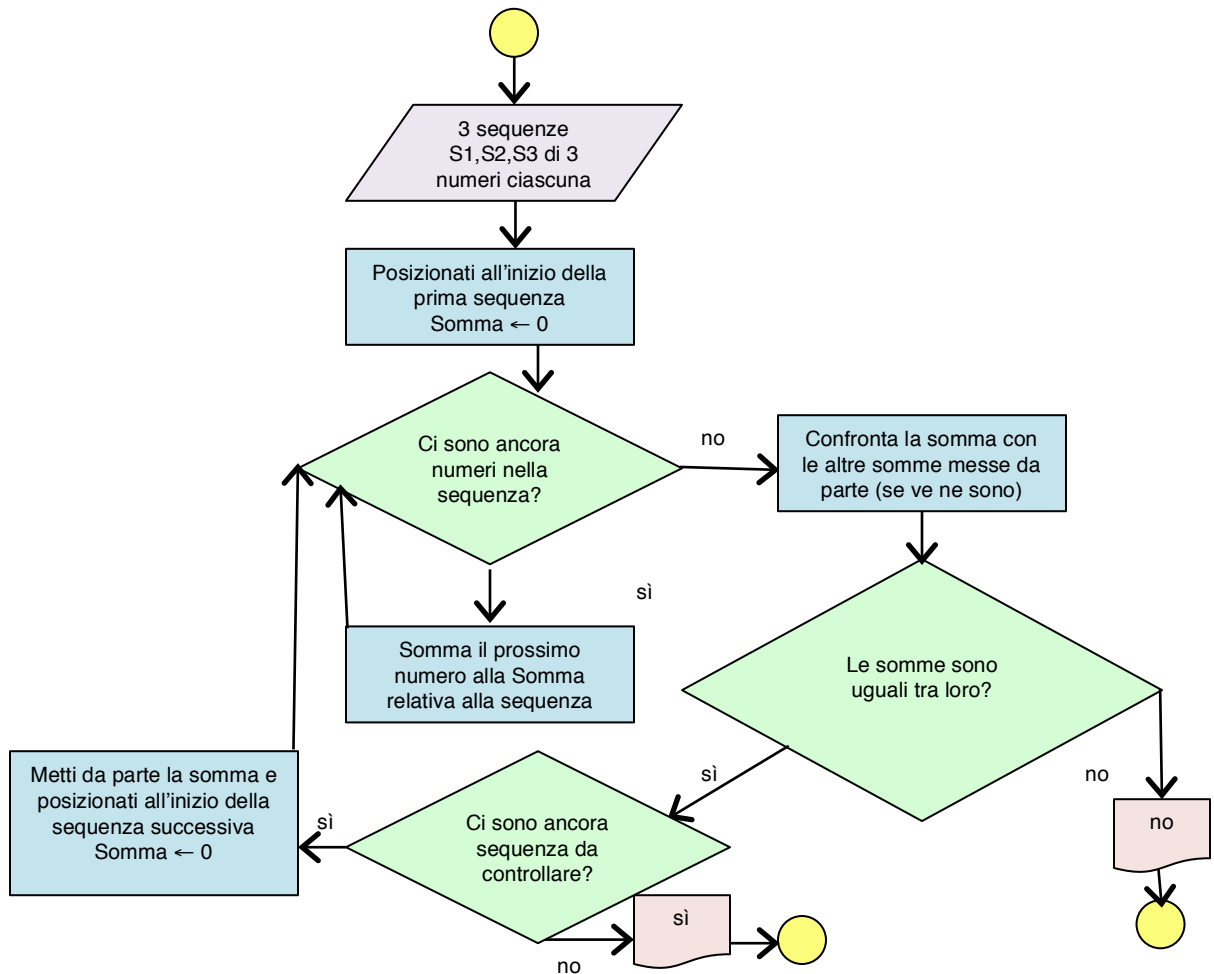 3 sequenze
S1,S2,S3 di 3
numeri ciascuna
Posizionati all'inizio della
prima sequenza
Somma ← 0
Ci sono ancora
numeri nella
sequenza?
no
Confronta la somma con
le altre somme messe da
parte (se ve ne sono)
sì
Somma il prossimo
numero alla Somma
relativa alla sequenza
Le somme sono
uguali tra loro?
no
no
sì
Ci sono ancora
sequenza da
controllare?
sì
Metti da parte la somma e
posizionati all'inizio della
sequenza successiva
Somma ← 0
no
sì